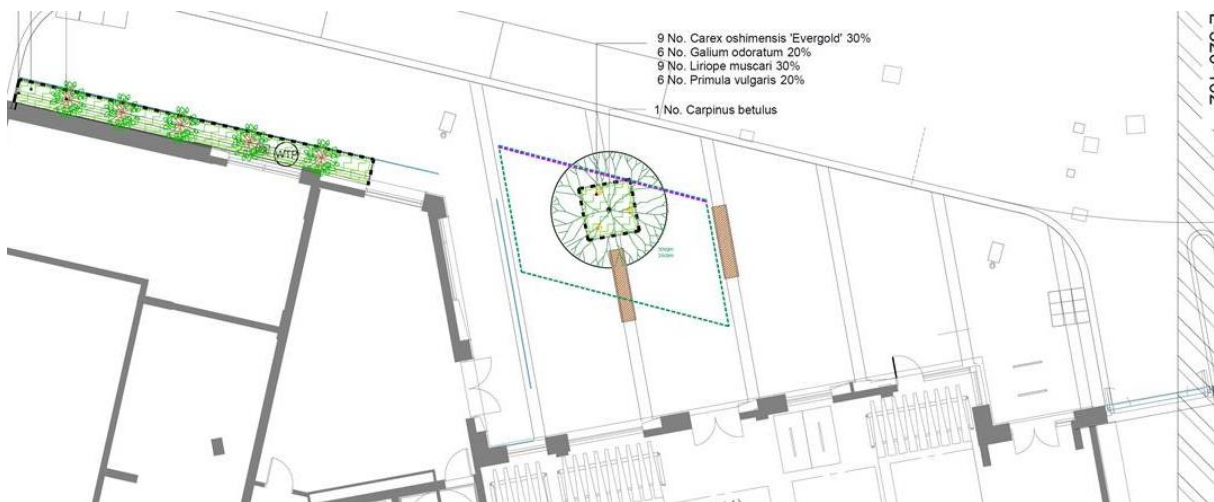 9 No. Carex oshimensis 'Evergold' 30%
6 No. Galium odoratum 20%
9 No. Liriope muscari 30%
6 No. Primula vulgaris 20%
1 No. Carpinus betulus
WTP